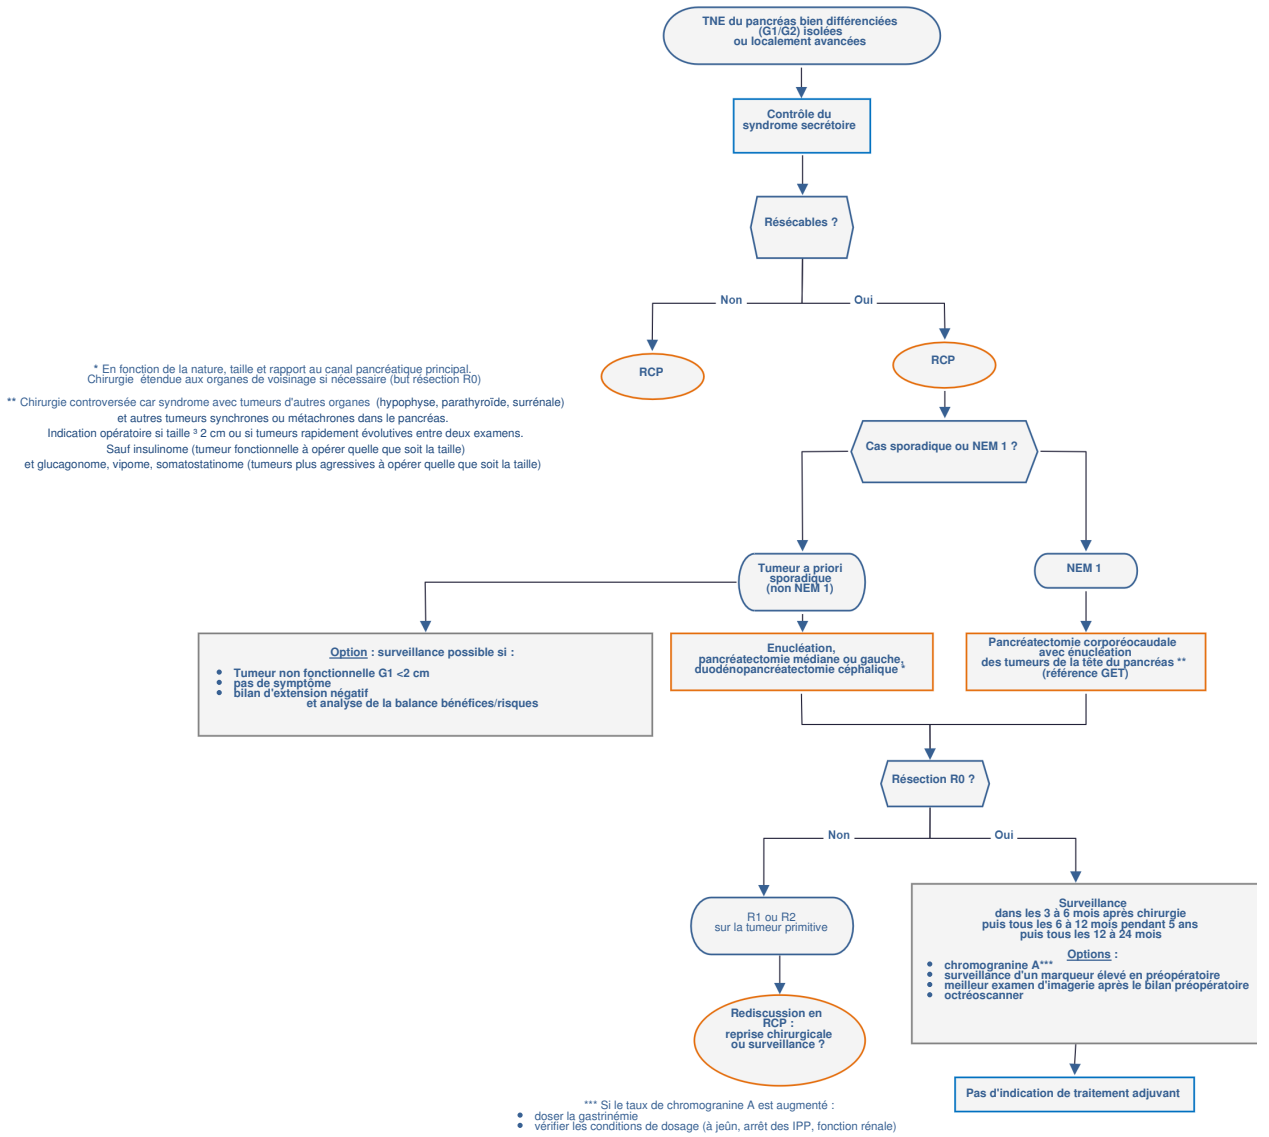 TNE du pancréas bien différenciées
(G1/G2) isolées
ou localement avancées
Contrôle du
syndrome secrétoire
Résécables ?
Non
Oui
RCP
RCP
* En fonction de la nature, taille et rapport au canal pancréatique principal.
Chirurgie étendue aux organes de voisinage si nécessaire (but résection R0)
** Chirurgie controversée car syndrome avec tumeurs d'autres organes (hypophyse, parathyroïde, surrénale)
et autres tumeurs synchrones ou métachrones dans le pancréas.
Indication opératoire si taille ³ 2 cm ou si tumeurs rapidement évolutives entre deux examens.
Sauf insulinome (tumeur fonctionnelle à opérer quelle que soit la taille)
et glucagonome, vipome, somatostatinome (tumeurs plus agressives à opérer quelle que soit la taille)
Cas sporadique ou NEM 1 ?
Tumeur a priori
sporadique
(non NEM 1)
NEM 1
Option : surveillance possible si :
• Tumeur non fonctionnelle G1 <2 cm
• pas de symptôme
• bilan d'extension négatif
et analyse de la balance bénéfices/risques
Enucléation,
pancréatectomie médiane ou gauche,
duodénopancréatectomie céphalique *
Pancréatectomie corporéocaudale
avec énucléation
des tumeurs de la tête du pancréas **
(référence GET)
Résection R0 ?
Non
Oui
R1 ou R2
sur la tumeur primitive
Surveillance
dans les 3 à 6 mois après chirurgie
puis tous les 6 à 12 mois pendant 5 ans
puis tous les 12 à 24 mois
Options :
• chromogranine A***
• surveillance d'un marqueur élevé en préopératoire
• meilleur examen d'imagerie après le bilan préopératoire
• octréoscanner
Rediscussion en
RCP :
reprise chirurgicale
ou surveillance ?
Pas d'indication de traitement adjuvant
*** Si le taux de chromogranine A est augmenté :
• doser la gastrinémie
• vérifier les conditions de dosage (à jeûn, arrêt des IPP, fonction rénale)